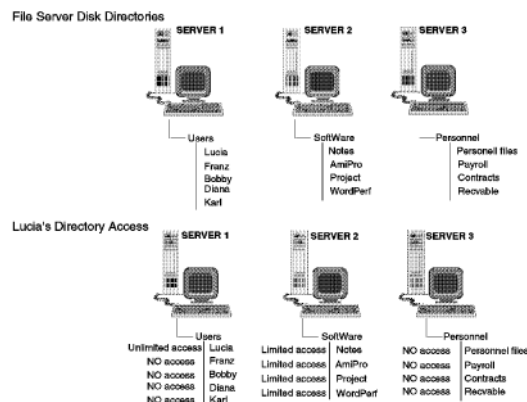 File Server Disk Directories
SERVER 1 SERVER 2 SERVER 3
Users SoftWare Personnel
Lucia Notes Personell files
Franz AmiPro Payroll
Bobby Project Contracts
Diana WordPerf Recvable
Karl
Lucia's Directory Access
SERVER 1 SERVER 2 SERVER 3
Users SoftWare Personnel
Unlimited access Lucia Limited access Notes NO access Personnel files
NO access Franz Limited access AmiPro NO access Payroll
NO access Bobby Limited access Project NO access Contracts
NO access Diana Limited access WordPerf NO access Recvable
NO access Karl